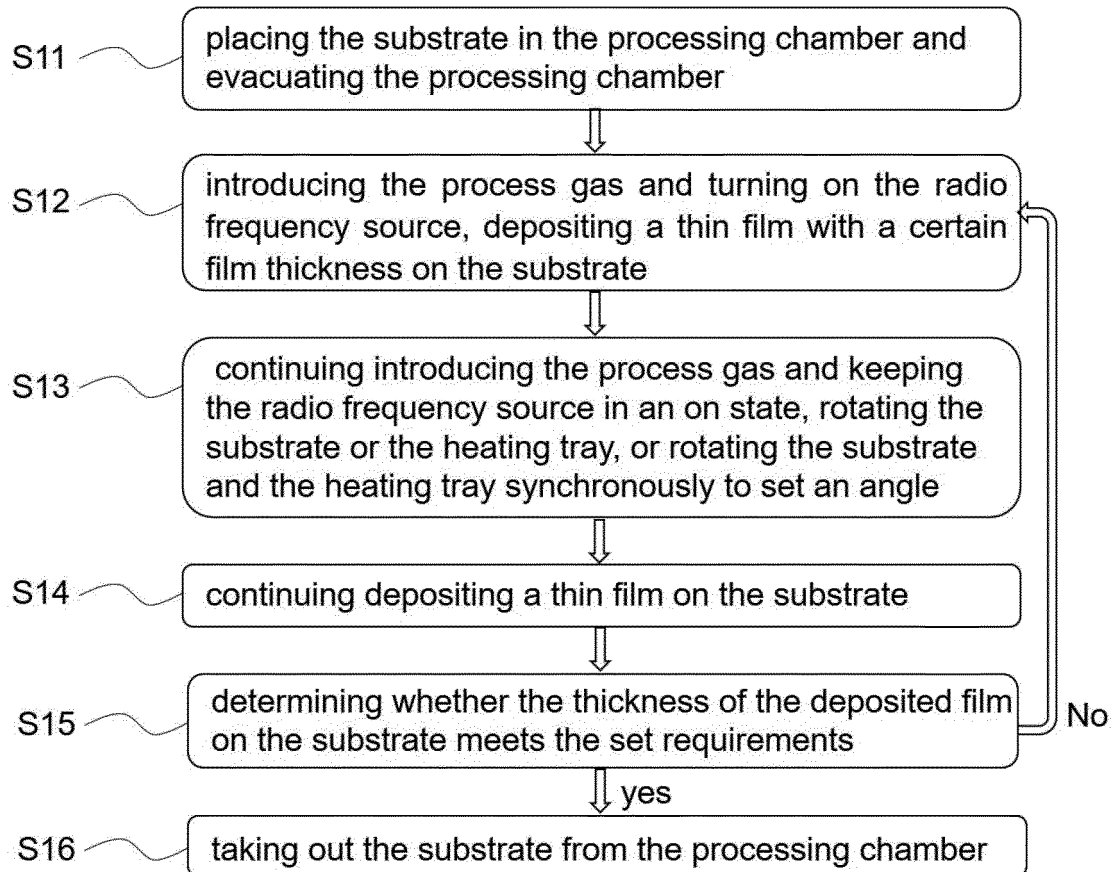 S11
placing the substrate in the processing chamber and
evacuating the processing chamber
S12
introducing the process gas and turning on the radio
frequency source, depositing a thin film with a certain
film thickness on the substrate
S13
continuing introducing the process gas and keeping
the radio frequency source in an on state, rotating the
substrate or the heating tray, or rotating the substrate
and the heating tray synchronously to set an angle
S14
continuing depositing a thin film on the substrate
S15
determining whether the thickness of the deposited film
on the substrate meets the set requirements
No
yes
S16
taking out the substrate from the processing chamber